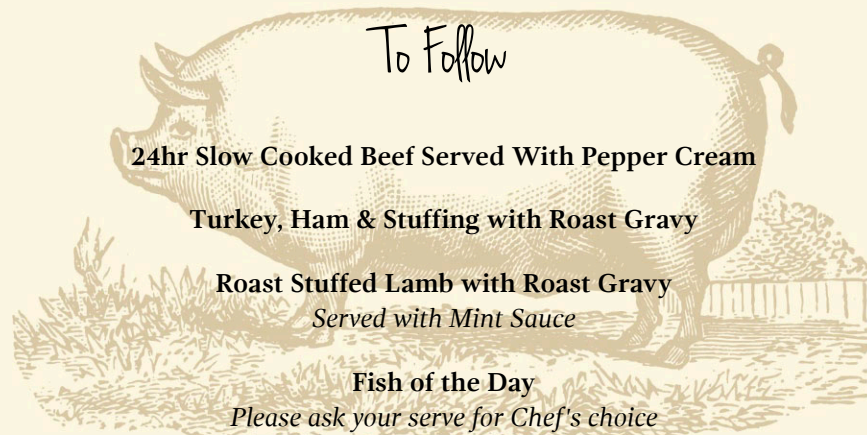 To Follow
24hr Slow Cooked Beef Served With Pepper Cream
Turkey, Ham & Stuffing with Roast Gravy
Roast Stuffed Lamb with Roast Gravy
Served with Mint Sauce
Fish of the Day
Please ask your serve for Chef's choice